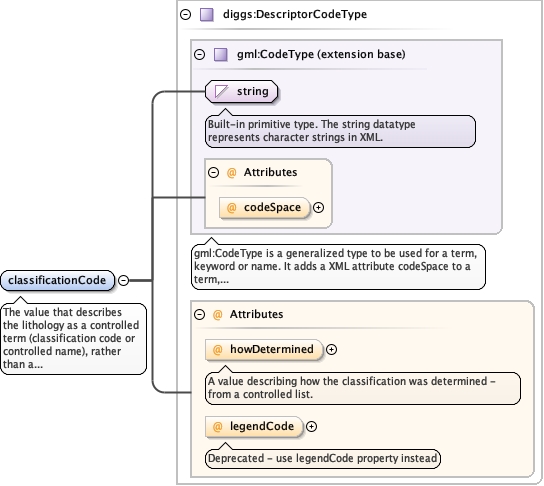 diggs:DescriptorCodeType
gml:CodeType (extension base)
string
Built-in primitive type. The string datatype
represents character strings in XML.
@ Attributes
@ codeSpace
gml:CodeType is a generalized type to be used for a term,
keyword or name. It adds a XML attribute codeSpace to a
term,...
classificationCode
The value that describes
the lithology as a controlled
term (classification code or
controlled name), rather
than a...
@ Attributes
@ howDetermined
A value describing how the classification was determined -
from a controlled list.
@ legendCode
Deprecated - use legendCode property instead